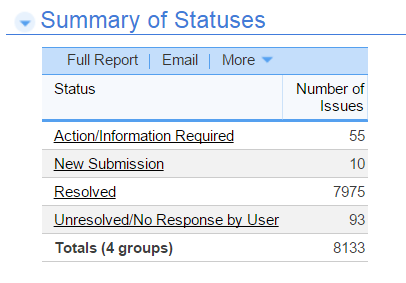 Summary of Statuses
Full Report | Email | More
Status Number of Issues
Action/Information Required 55
New Submission 10
Resolved 7975
Unresolved/No Response by User 93
Totals (4 groups) 8133